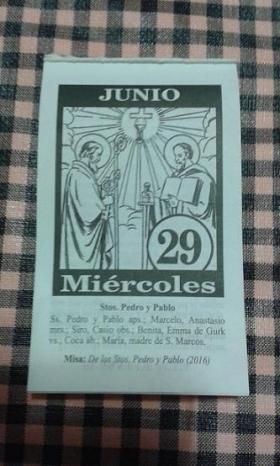 JUNIO
29
Miércoles
Stos. Pedro y Pablo
Ss. Pedro y Pablo aps.; Marcelo, Anastasio
mrs.; Siro, Casio obs.; Benita, Emma de Gurk
vs.; Coca ab.; María, madre de S. Marcos.
Misa: De los Stos. Pedro y Pablo (2016)